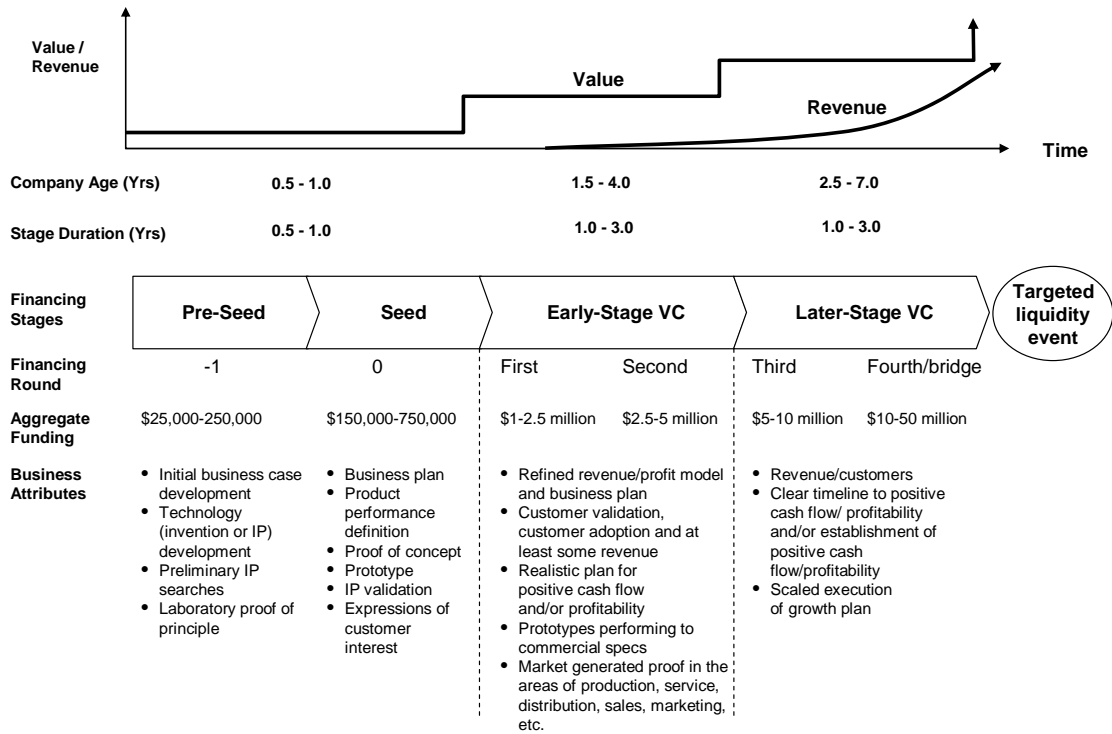 Value /
Revenue
Value
Revenue
Time
Company Age (Yrs)
0.5 - 1.0
1.5 - 4.0
2.5 - 7.0
Stage Duration (Yrs)
0.5 - 1.0
1.0 - 3.0
1.0 - 3.0
Financing
Stages
Pre-Seed
Seed
Early-Stage VC
Later-Stage VC
Targeted
liquidity
event
Financing
Round
-1
0
First
Second
Third
Fourth/bridge
Aggregate
Funding
$25,000-250,000
$150,000-750,000
$1-2.5 million
$2.5-5 million
$5-10 million
$10-50 million
Business
Attributes
• Initial business case
development
• Technology
(invention or IP)
development
• Preliminary IP
searches
• Laboratory proof of
principle
• Business plan
• Product
performance
definition
• Proof of concept
• Prototype
• IP validation
• Expressions of
customer
interest
• Refined revenue/profit model
and business plan
• Customer validation,
customer adoption and at
least some revenue
• Realistic plan for
positive cash flow
and/or profitability
• Prototypes performing to
commercial specs
• Market generated proof in the
areas of production, service,
distribution, sales, marketing,
etc.
• Revenue/customers
• Clear timeline to positive
cash flow/ profitability
and/or establishment of
positive cash
flow/profitability
• Scaled execution
of growth plan